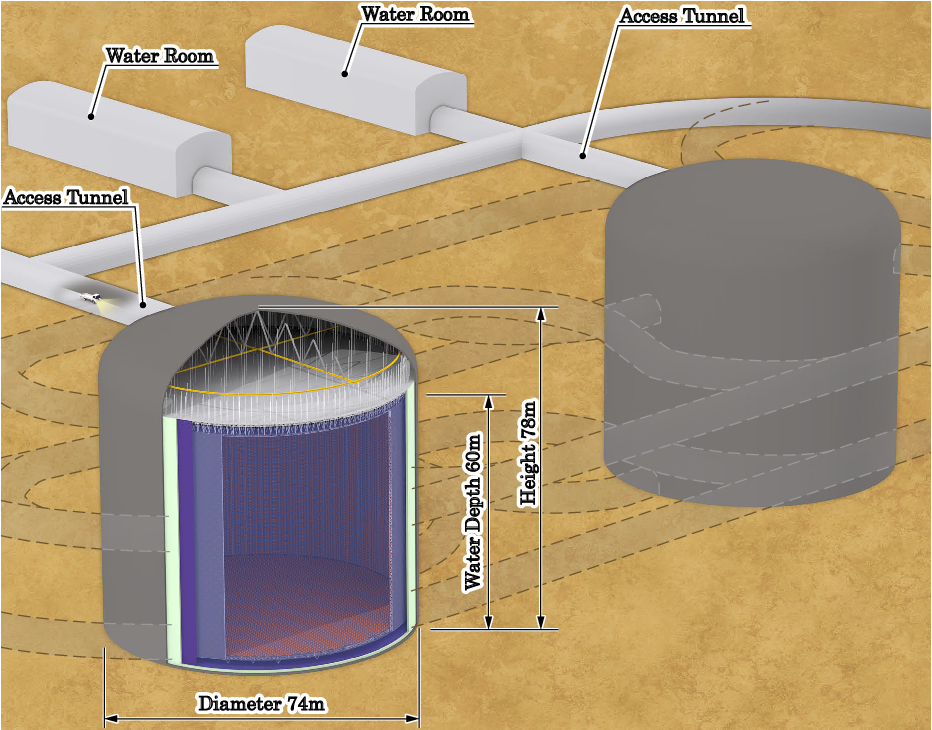 Water Room
Access Tunnel
Water Room
Access Tunnel
Water Depth 60m
Height 78m
Diameter 74m